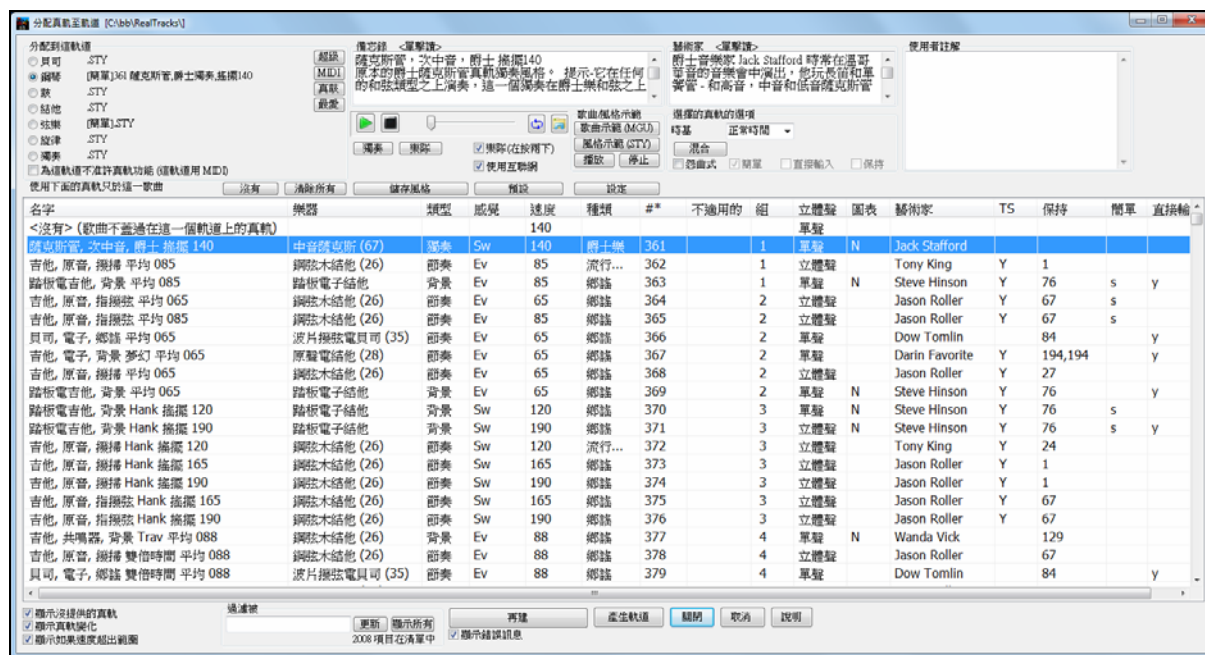 分配真軌至軌道 [C:\bb\RealTracks\]
分配到這軌道
貝司 .STY
鋼琴 [簡單]361 薩克斯管,爵士獨奏,搖擺140
鼓 .STY
結他 .STY
弦樂 [簡單].STY
旋律 .STY
獨奏 .STY
為這軌道不准許真軌功能 (這軌道用 MIDI)
使用下面的真軌只於這一歌曲
超級
MIDI
真軌
最愛
備忘錄 <單擊讀>
薩克斯管,次中音,爵士 搖擺140
原本的爵士薩克斯管真軌獨奏風格。 提示-它在任何
的和弦類型之上演奏,這一個獨奏在爵士樂和弦之上
藝術家 <單擊讀>
爵士音樂家 Jack Stafford 時常在溫哥
華音的音樂會中演出,他玩長笛和單
簧管 - 和高音,中音和低音薩克斯管
使用者註解
獨奏 樂隊
樂隊(在按時下)
使用互聯網
歌曲/風格示範
歌曲示範 (MGU)
風格示範 (STY)
播放 停止
選擇的真軌的選項
時基 正常時間
混合
怨曲式 簡單 直接輸入 保持
沒有 清除所有 儲存風格 預設 設定
名字 樂器 類型 感覺 速度 種類 #* 不適用的 組 立體聲 圖表 藝術家 TS 保持 簡單 直接輸
<沒有> (歌曲不蓋過在這一個軌道上的真軌) 140 單聲
薩克斯管, 次中音, 爵士 搖擺 140 中音薩克斯 (67) 獨奏 Sw 140 爵士樂 361 1 單聲 N Jack Stafford
吉他, 原音, 撥掃 平均 085 鋼弦木結他 (26) 節奏 Ev 85 流行... 362 1 立體聲 Tony King Y 1
踏板電吉他, 背景 平均 085 踏板電子結他 背景 Ev 85 鄉謠 363 1 單聲 N Steve Hinson Y 76 s y
吉他, 原音, 指撥弦 平均 065 鋼弦木結他 (26) 節奏 Ev 65 鄉謠 364 2 立體聲 Jason Roller Y 67 s
吉他, 原音, 指撥弦 平均 085 鋼弦木結他 (26) 節奏 Ev 85 鄉謠 365 2 立體聲 Jason Roller Y 67 s
貝司, 電子, 鄉謠 平均 065 波片撥弦電貝司 (35) 節奏 Ev 65 鄉謠 366 2 單聲 Dow Tomlin 84 y
吉他, 電子, 背景 夢幻 平均 065 原聲電結他 (28) 節奏 Ev 65 鄉謠 367 2 單聲 Darin Favorite Y 194,194 y
吉他, 原音, 撥掃 平均 065 鋼弦木結他 (26) 節奏 Ev 65 鄉謠 368 2 立體聲 Jason Roller Y 27
踏板電吉他, 背景 平均 065 踏板電子結他 背景 Ev 65 鄉謠 369 2 單聲 N Steve Hinson Y 76 y
踏板電吉他, 背景 Hank 搖擺 120 踏板電子結他 背景 Sw 120 鄉謠 370 3 單聲 N Steve Hinson Y 76 s
踏板電吉他, 背景 Hank 搖擺 190 踏板電子結他 背景 Sw 190 鄉謠 371 3 單聲 N Steve Hinson Y 76 s y
吉他, 原音, 撥掃 Hank 搖擺 120 鋼弦木結他 (26) 節奏 Sw 120 流行... 372 3 立體聲 Tony King Y 24
吉他, 原音, 撥掃 Hank 搖擺 165 鋼弦木結他 (26) 節奏 Sw 165 鄉謠 373 3 立體聲 Jason Roller Y 1
吉他, 原音, 撥掃 Hank 搖擺 190 鋼弦木結他 (26) 節奏 Sw 190 鄉謠 374 3 立體聲 Jason Roller Y 1
吉他, 原音, 指撥弦 Hank 搖擺 165 鋼弦木結他 (26) 節奏 Sw 165 鄉謠 375 3 立體聲 Jason Roller Y 67
吉他, 原音, 指撥弦 Hank 搖擺 190 鋼弦木結他 (26) 節奏 Sw 190 鄉謠 376 3 立體聲 Jason Roller Y 67
吉他, 共鳴器, 背景 Trav 平均 088 鋼弦木結他 (26) 節奏 Ev 88 鄉謠 377 4 單聲 N Wanda Vick 129
吉他, 原音, 撥掃 雙倍時間 平均 088 鋼弦木結他 (26) 節奏 Ev 88 鄉謠 378 4 立體聲 Jason Roller 67
貝司, 電子, 鄉謠 雙倍時間 平均 088 波片撥弦電貝司 (35) 節奏 Ev 88 鄉謠 379 4 單聲 Dow Tomlin 84 y
顯示沒提供的真軌
顯示真軌變化
顯示如果速度超出範圍
過濾被
更新 顯示所有
2008 項目在清單中
再建 產生軌道 關閉 取消 說明
顯示錯誤訊息